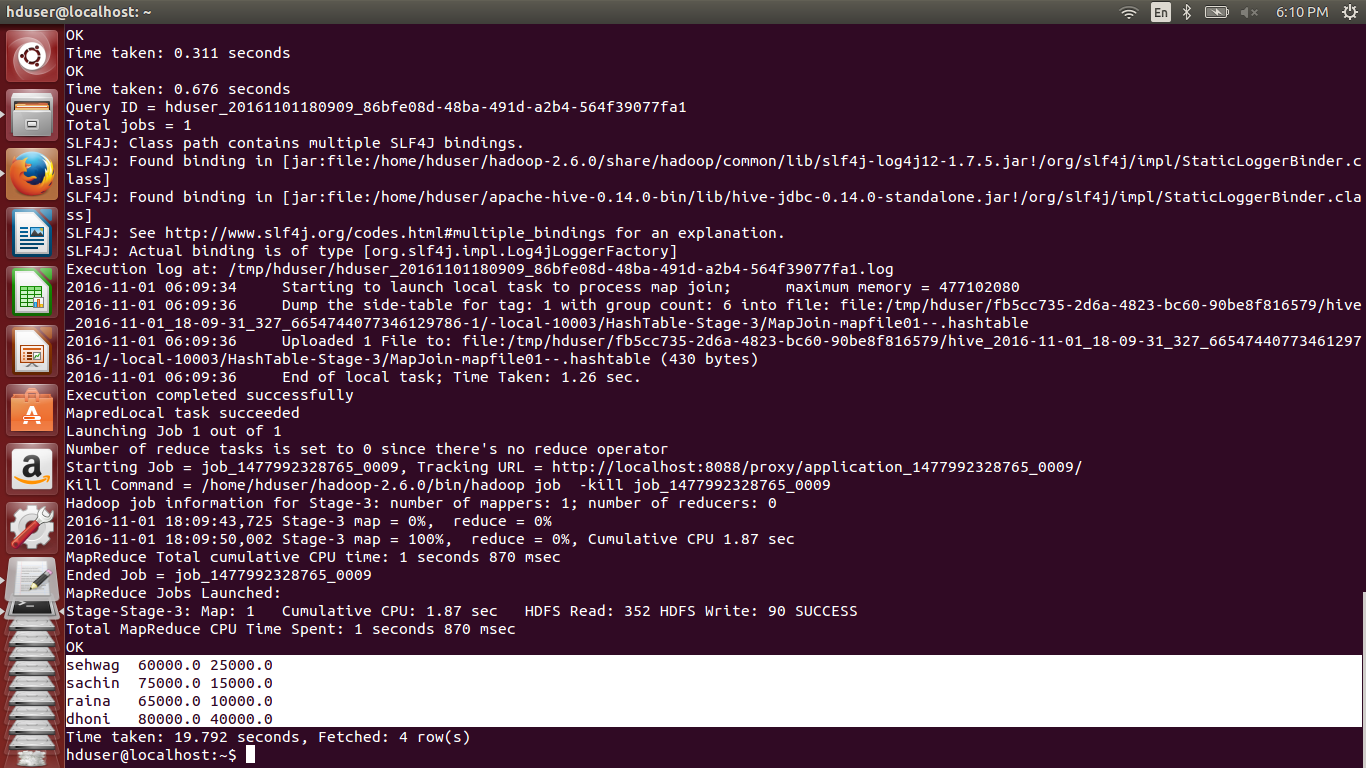 hduser@localhost: ~
En
6:10 PM
OK
Time taken: 0.311 seconds
OK
Time taken: 0.676 seconds
Query ID = hduser_20161101180909_86bfe08d-48ba-491d-a2b4-564f39077fa1
Total jobs = 1
SLF4J: Class path contains multiple SLF4J bindings.
SLF4J: Found binding in [jar:file:/home/hduser/hadoop-2.6.0/share/hadoop/common/lib/slf4j-log4j12-1.7.5.jar!/org/slf4j/impl/StaticLoggerBinder.c
lass]
SLF4J: Found binding in [jar:file:/home/hduser/apache-hive-0.14.0-bin/lib/hive-jdbc-0.14.0-standalone.jar!/org/slf4j/impl/StaticLoggerBinder.cla
ss]
SLF4J: See http://www.slf4j.org/codes.html#multiple_bindings for an explanation.
SLF4J: Actual binding is of type [org.slf4j.impl.Log4jLoggerFactory]
Execution log at: /tmp/hduser/hduser_20161101180909_86bfe08d-48ba-491d-a2b4-564f39077fa1.log
2016-11-01 06:09:34     Starting to launch local task to process map join;      maximum memory = 477102080
2016-11-01 06:09:36     Dump the side-table for tag: 1 with group count: 6 into file: file:/tmp/hduser/fb5cc735-2d6a-4823-bc60-90be8f816579/hive
_2016-11-01_18-09-31_327_6654744077346129786-1/-local-10003/HashTable-Stage-3/MapJoin-mapfile01--.hashtable
2016-11-01 06:09:36     Uploaded 1 File to: file:/tmp/hduser/fb5cc735-2d6a-4823-bc60-90be8f816579/hive_2016-11-01_18-09-31_327_66547440773461297
86-1/-local-10003/HashTable-Stage-3/MapJoin-mapfile01--.hashtable (430 bytes)
2016-11-01 06:09:36     End of local task; Time Taken: 1.26 sec.
Execution completed successfully
MapredLocal task succeeded
Launching Job 1 out of 1
Number of reduce tasks is set to 0 since there's no reduce operator
Starting Job = job_1477992328765_0009, Tracking URL = http://localhost:8088/proxy/application_1477992328765_0009/
Kill Command = /home/hduser/hadoop-2.6.0/bin/hadoop job  -kill job_1477992328765_0009
Hadoop job information for Stage-3: number of mappers: 1; number of reducers: 0
2016-11-01 18:09:43,725 Stage-3 map = 0%,  reduce = 0%
2016-11-01 18:09:50,002 Stage-3 map = 100%,  reduce = 0%, Cumulative CPU 1.87 sec
MapReduce Total cumulative CPU time: 1 seconds 870 msec
Ended Job = job_1477992328765_0009
MapReduce Jobs Launched:
Stage-Stage-3: Map: 1   Cumulative CPU: 1.87 sec   HDFS Read: 352 HDFS Write: 90 SUCCESS
Total MapReduce CPU Time Spent: 1 seconds 870 msec
OK
sehwag  60000.0 25000.0
sachin  75000.0 15000.0
raina   65000.0 10000.0
dhoni   80000.0 40000.0
Time taken: 19.792 seconds, Fetched: 4 row(s)
hduser@localhost:~$